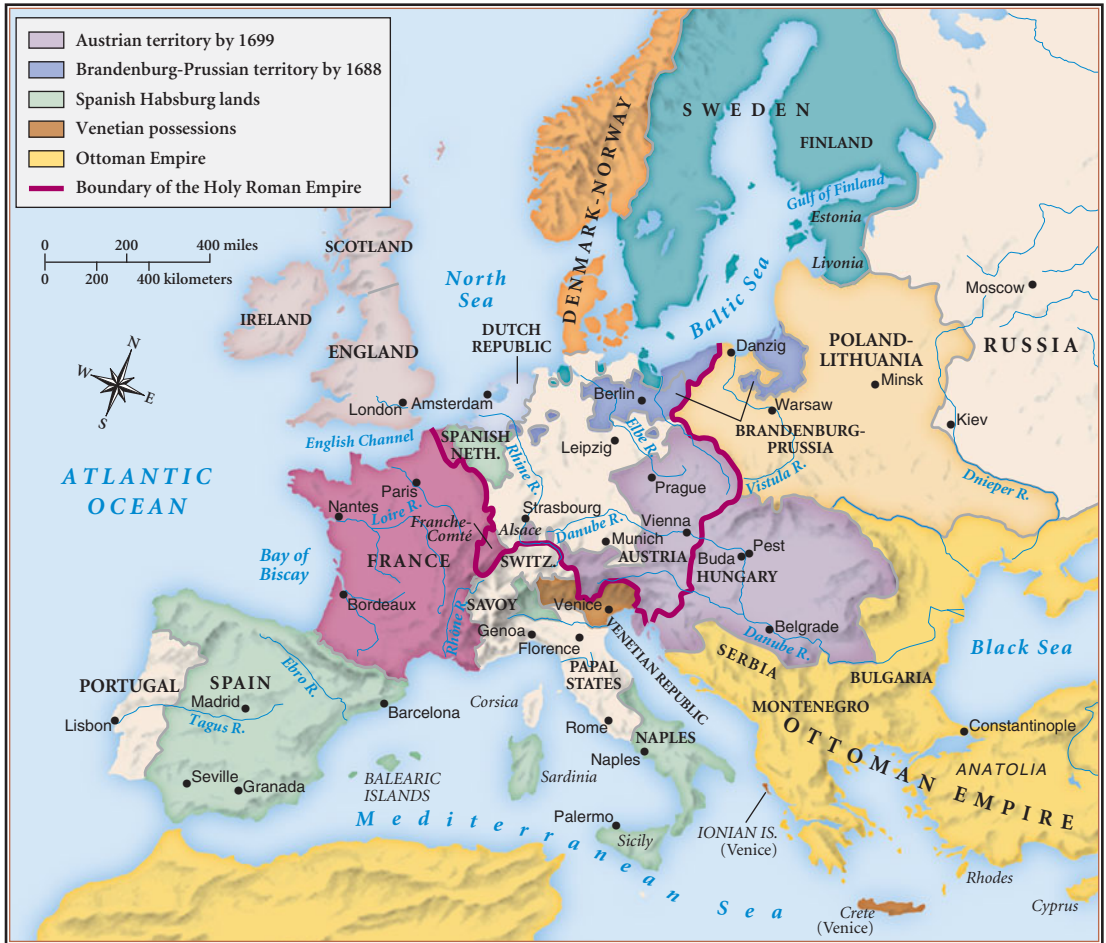 Austrian territory by 1699
Brandenburg-Prussian territory by 1688
Spanish Habsburg lands
Venetian possessions
Ottoman Empire
Boundary of the Holy Roman Empire
0 200 400 miles
0 200 400 kilometers
N
W
E
S
SWEDEN
FINLAND
Gulf of Finland
Estonia
Livonia
DENMARK-NORWAY
Baltic Sea
SCOTLAND
North
Sea
IRELAND
ENGLAND
London
DUTCH
REPUBLIC
Amsterdam
English Channel
SPANISH
NETH.
Moscow
RUSSIA
POLAND-
LITHUANIA
Danzig
Minsk
Warsaw
Kiev
BRANDENBURG-
PRUSSIA
Berlin
Elbe R.
Leipzig
Rhine R.
Vistula R.
Dnieper R.
Prague
ATLANTIC
OCEAN
Paris
Nantes
Loire R.
Franche-
Comté
Alsace
Strasbourg
Danube R.
Vienna
Munich
AUSTRIA
Buda
Pest
HUNGARY
FRANCE
SWITZ.
Bay of
Biscay
Bordeaux
Rhône R.
SAVOY
Venice
Genoa
Florence
VENETIAN REPUBLIC
Belgrade
Danube R.
Black Sea
SERBIA
BULGARIA
MONTENEGRO
PAPAL
STATES
Corsica
Rome
NAPLES
Naples
PORTUGAL
SPAIN
Madrid
Ebro R.
Lisbon
Tagus R.
Barcelona
Seville
Granada
BALEARIC
ISLANDS
Sardinia
Constantinople
OTTOMAN EMPIRE
ANATOLIA
Palermo
Sicily
IONIAN IS.
(Venice)
Mediterranean Sea
Rhodes
Crete
(Venice)
Cyprus